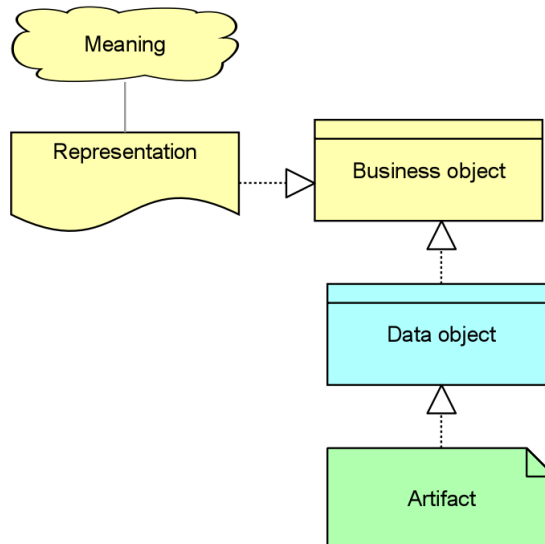 Meaning
Representation
Business object
Data object
Artifact